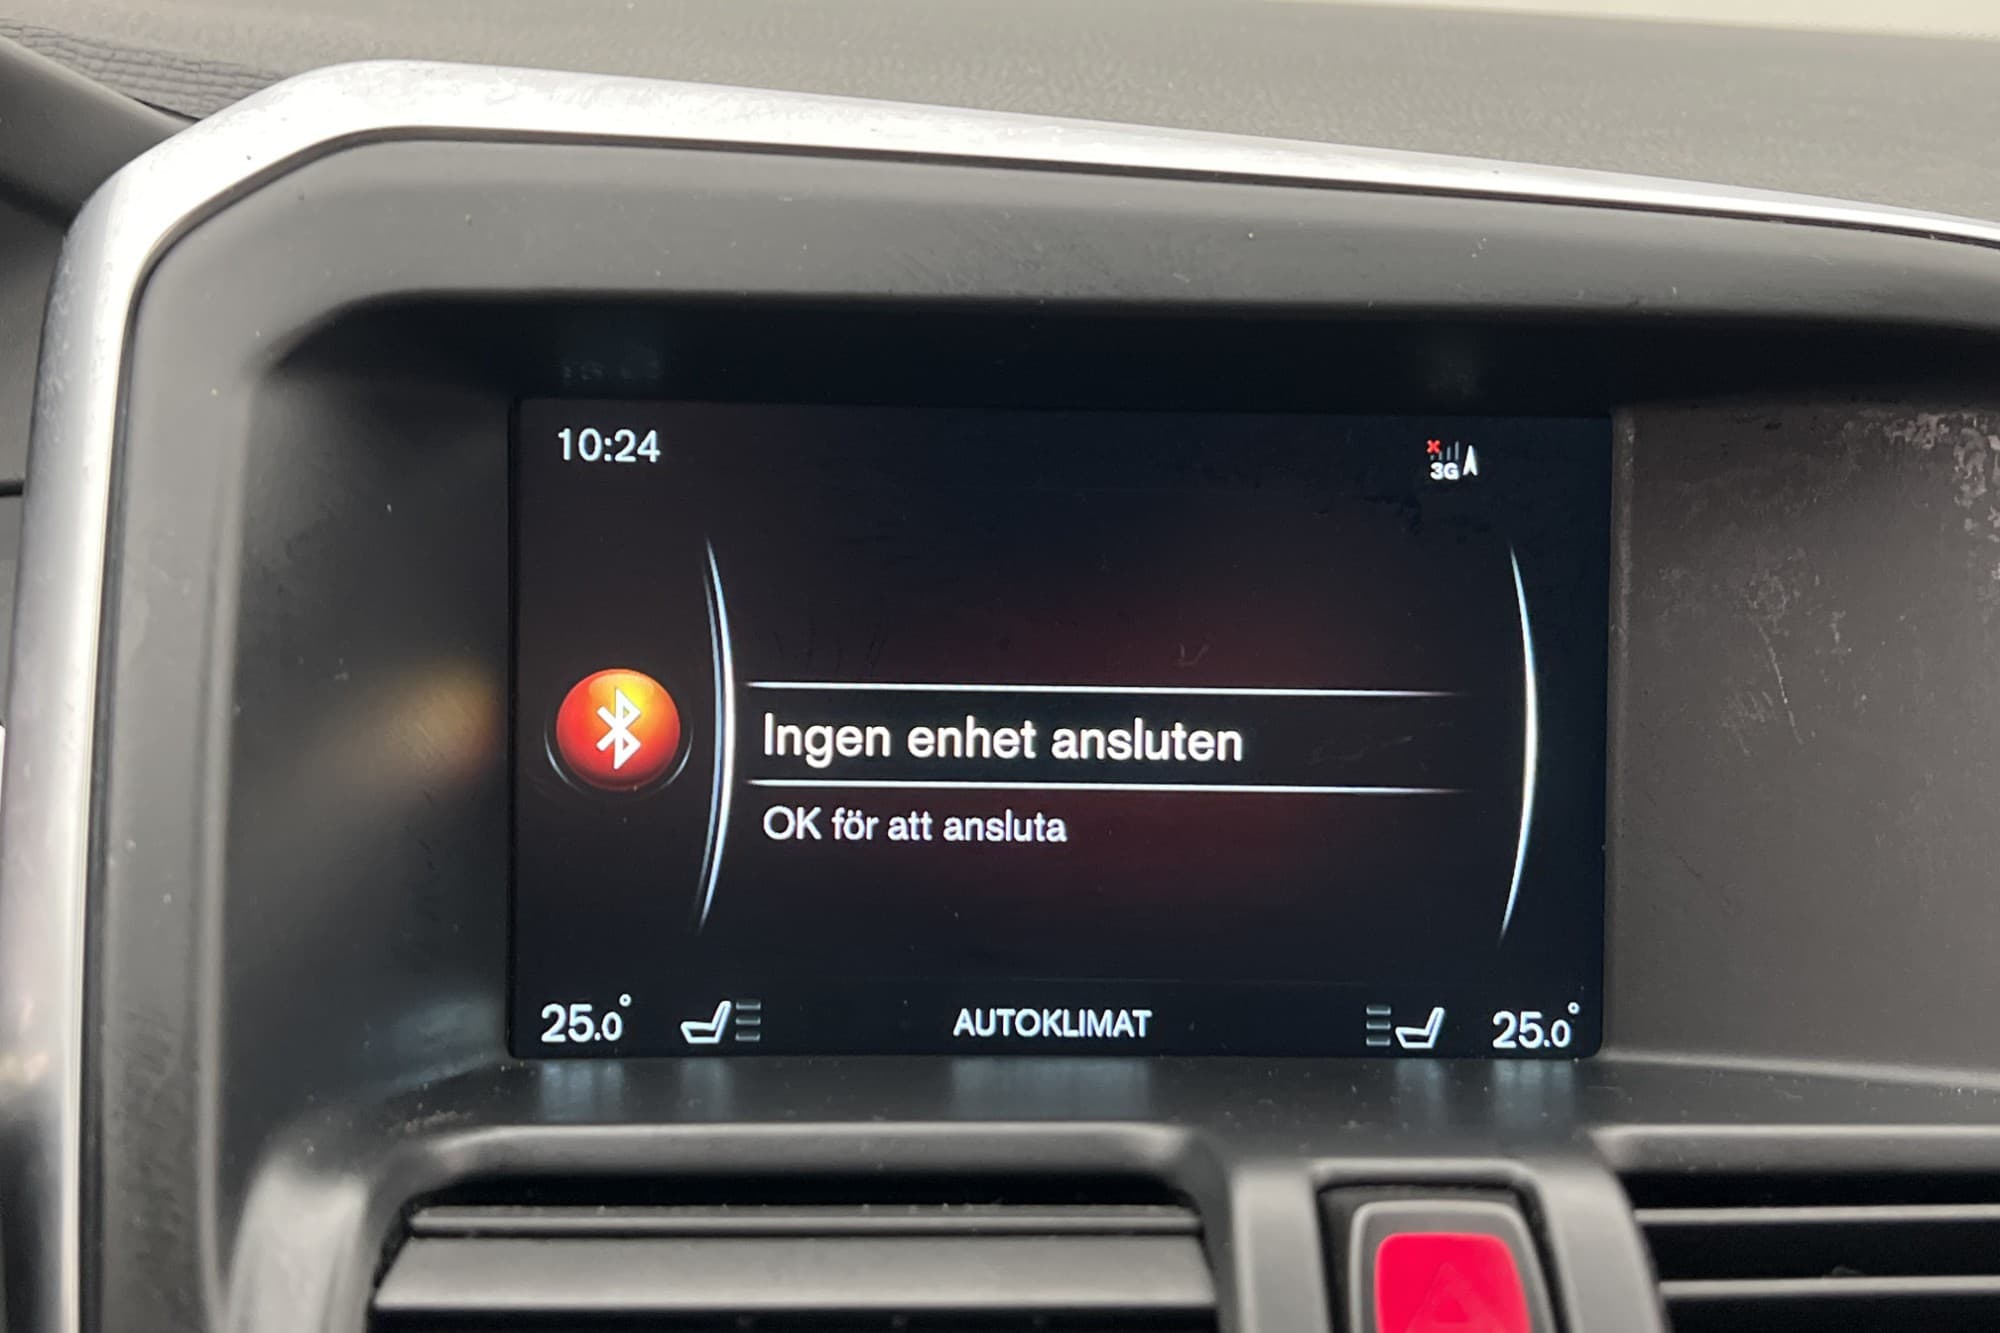 10:24
3G
Ingen enhet ansluten
OK för att ansluta
25.0°
AUTOKLIMAT
25.0°